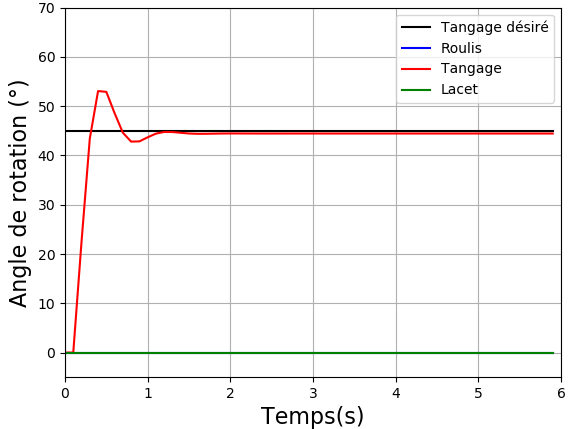 70
60
50
40
30
20
10
0
Angle de rotation (°)
Tangage désiré
Roulis
Tangage
Lacet
0 1 2 3 4 5 6
Temps(s)